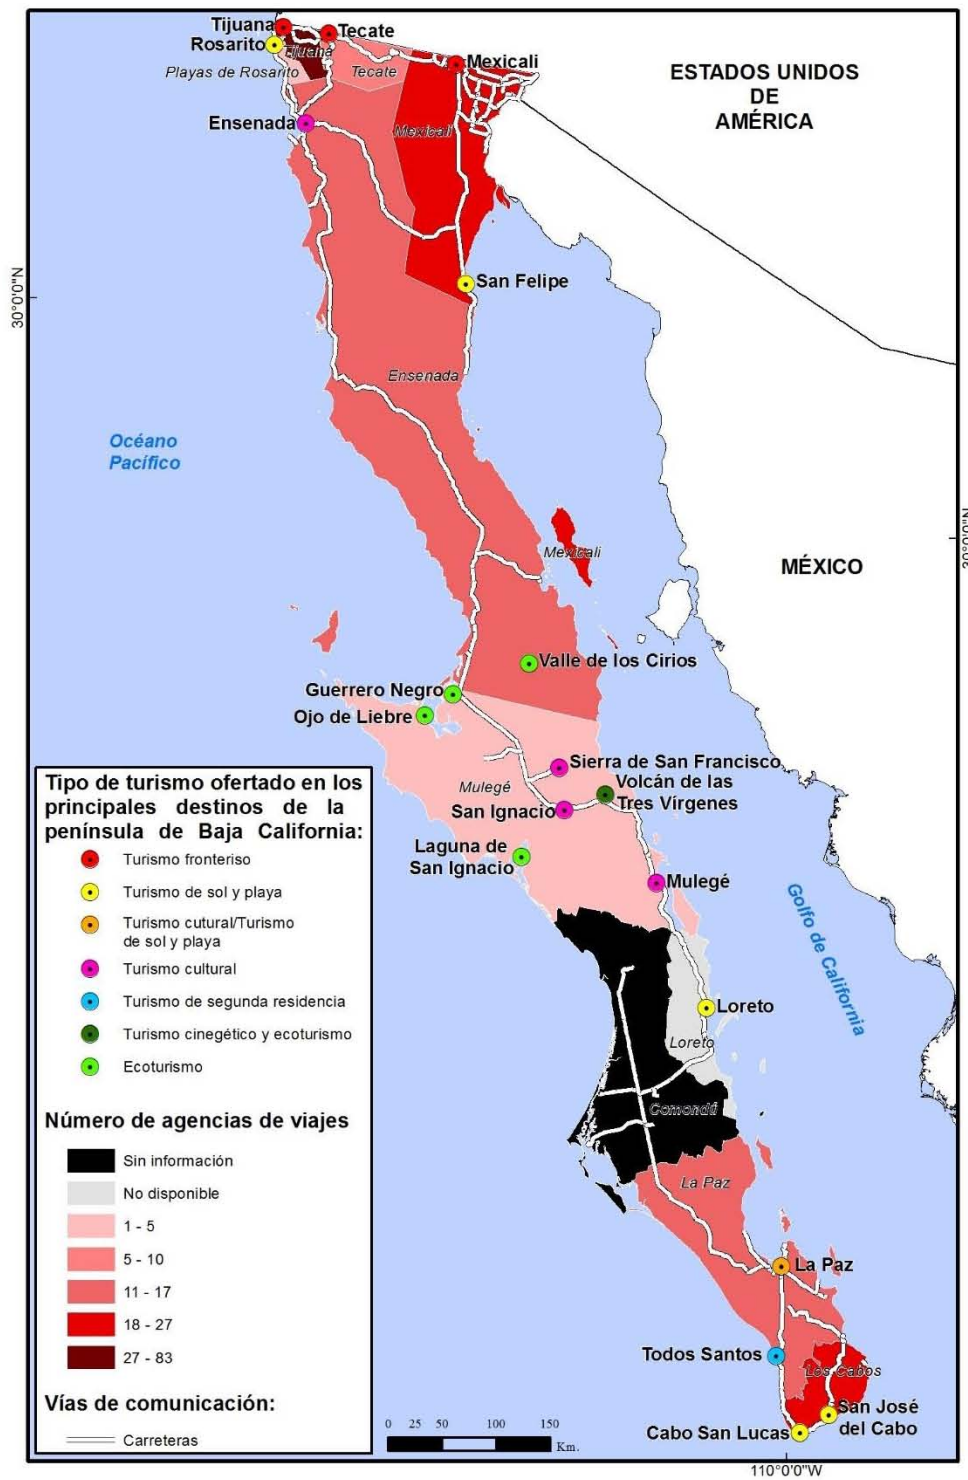 Tijuana
Tecate
Rosarito
Tijuana
Mexicali
Playas de Rosarito
Tecate
ESTADOS UNIDOS
DE
AMÉRICA
Ensenada
Mexicali
San Felipe
30°0'0"N
Ensenada
Océano
Pacífico
30°0'0"N
Mexicali
MÉXICO
Valle de los Cirios
Guerrero Negro
Ojo de Liebre
Sierra de San Francisco
Mulegé
Volcán de las
Tres Vírgenes
San Ignacio
Laguna de
San Ignacio
Mulegé
Golfo de California
Loreto
Loreto
Comondú
La Paz
La Paz
Todos Santos
Los Cabos
San José
del Cabo
Cabo San Lucas
110°0'0"W
Tipo de turismo ofertado en los
principales destinos de la
península de Baja California:
Turismo fronteriso
Turismo de sol y playa
Turismo cutural/Turismo
de sol y playa
Turismo cultural
Turismo de segunda residencia
Turismo cinegético y ecoturismo
Ecoturismo
Número de agencias de viajes
Sin información
No disponible
1 - 5
5 - 10
11 - 17
18 - 27
27 - 83
Vías de comunicación:
Carreteras
0 25 50 100 150
Km.